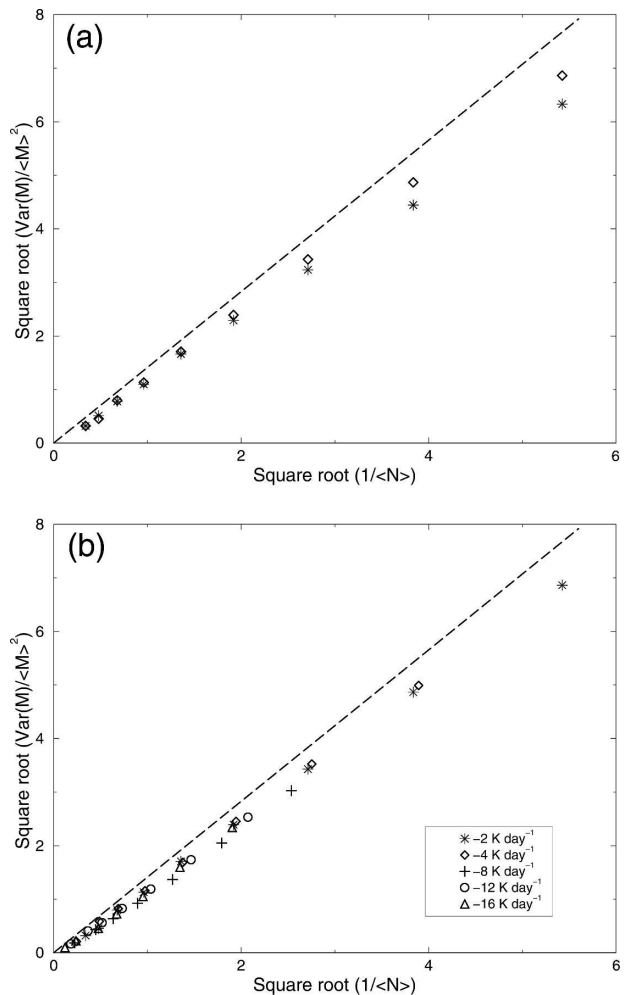 (a)
8
6
4
2
0
Square root (Var(M)/<M>²)
0 2 4 6
Square root (1/<N>)
(b)
8
6
4
2
0
Square root (Var(M)/<M>²)
−2 K day⁻¹
−4 K day⁻¹
−8 K day⁻¹
−12 K day⁻¹
−16 K day⁻¹
0 2 4 6
Square root (1/<N>)